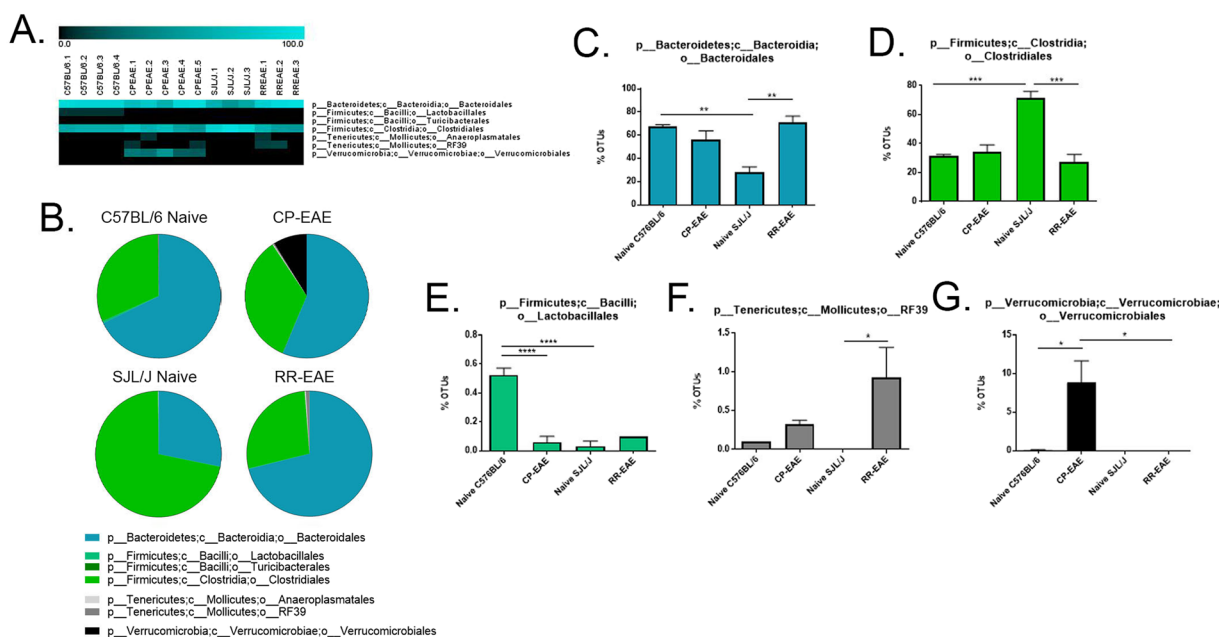 A.
0.0
100.0
C57BL/6.1
C57BL/6.2
C57BL/6.3
C57BL/6.4
CPEAE.1
CPEAE.2
CPEAE.3
CPEAE.4
CPEAE.5
SJL/J.1
SJL/J.2
SJL/J.3
RREAE.1
RREAE.2
RREAE.3
p__Bacteroidetes;c__Bacteroidia;o__Bacteroidales
p__Firmicutes;c__Bacilli;o__Lactobacillales
p__Firmicutes;c__Bacilli;o__Turicibacterales
p__Firmicutes;c__Clostridia;o__Clostridiales
p__Tenericutes;c__Mollicutes;o__Anaeroplasmatales
p__Tenericutes;c__Mollicutes;o__RF39
p__Verrucomicrobia;c__Verrucomicrobiae;o__Verrucomicrobiales
B.
C57BL/6 Naive
CP-EAE
SJL/J Naive
RR-EAE
p__Bacteroidetes;c__Bacteroidia;o__Bacteroidales
p__Firmicutes;c__Bacilli;o__Lactobacillales
p__Firmicutes;c__Bacilli;o__Turicibacterales
p__Firmicutes;c__Clostridia;o__Clostridiales
p__Tenericutes;c__Mollicutes;o__Anaeroplasmatales
p__Tenericutes;c__Mollicutes;o__RF39
p__Verrucomicrobia;c__Verrucomicrobiae;o__Verrucomicrobiales
C.
p__Bacteroidetes;c__Bacteroidia;
o__Bacteroidales
% OTUs
100
80
60
40
20
0
**
**
Naive C576BL/6
CP-EAE
Naive SJL/J
RR-EAE
D.
p__Firmicutes;c__Clostridia;
o__Clostridiales
% OTUs
80
60
40
20
0
***
***
Naive C576BL/6
CP-EAE
Naive SJL/J
RR-EAE
E.
p__Firmicutes;c__Bacilli;
o__Lactobacillales
% OTUs
0.8
0.6
0.4
0.2
0.0
****
****
Naive C576BL/6
CP-EAE
Naive SJL/J
RR-EAE
F.
p__Tenericutes;c__Mollicutes;o__RF39
% OTUs
1.5
1.0
0.5
0.0
*
Naive C576BL/6
CP-EAE
Naive SJL/J
RR-EAE
G.
p__Verrucomicrobia;c__Verrucomicrobiae;
o__Verrucomicrobiales
% OTUs
15
10
5
0
*
*
Naive C576BL/6
CP-EAE
Naive SJL/J
RR-EAE